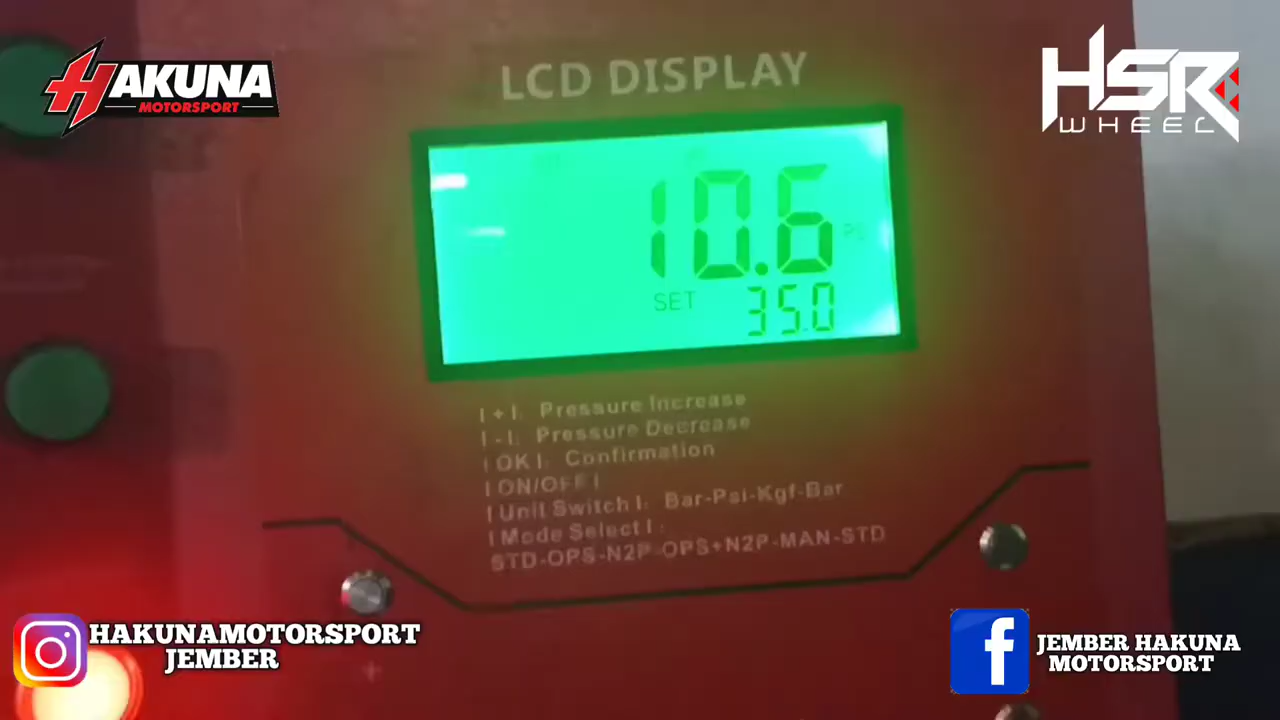 HAKUNA
MOTORSPORT
HSR
WHEEL
LCD DISPLAY
10.6
SET 35.0
|+|: Pressure Increase
|-|: Pressure Decrease
|OK|: Confirmation
|ON/OFF|
|Unit Switch|: Bar-Psi-Kgf-Bar
|Mode Select|:
STD-OPS-N2P-OPS+N2P-MAN-STD
+
HAKUNAMOTORSPORT
JEMBER
f
JEMBER HAKUNA
MOTORSPORT